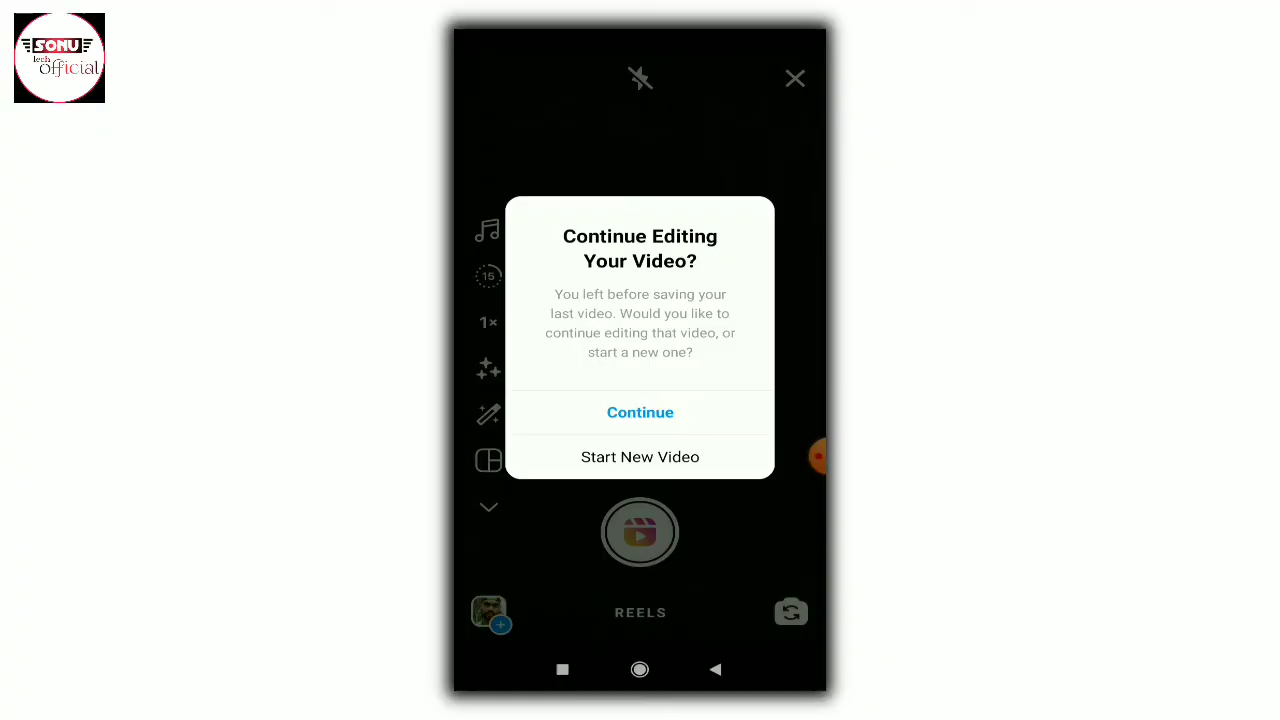 SONU
tech
official
Continue Editing
Your Video?
15
You left before saving your
last video. Would you like to
1×
continue editing that video, or
start a new one?
Continue
Start New Video
REELS